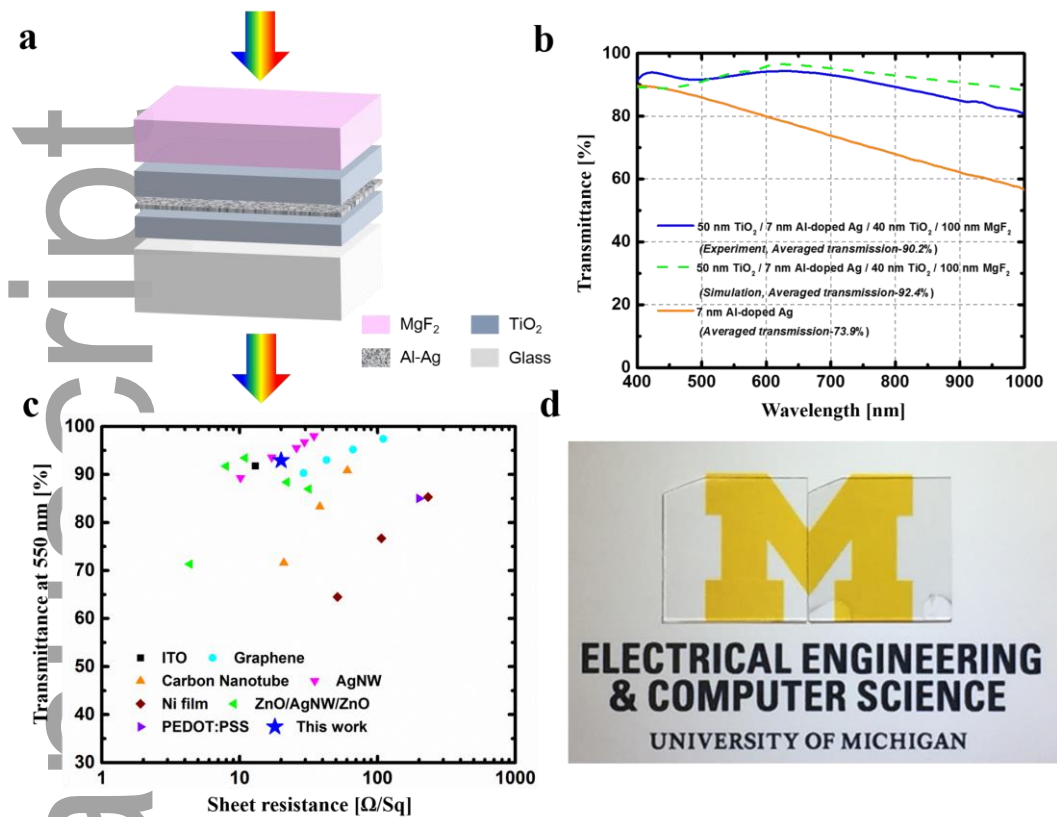 a
MgF₂
TiO₂
Al-Ag
Glass
b
Transmittance [%]
100
80
60
40
20
0
50 nm TiO₂ / 7 nm Al-doped Ag / 40 nm TiO₂ / 100 nm MgF₂
(Experiment, Averaged transmission-90.2%)
50 nm TiO₂ / 7 nm Al-doped Ag / 40 nm TiO₂ / 100 nm MgF₂
(Simulation, Averaged transmission-92.4%)
7 nm Al-doped Ag
(Averaged transmission-73.9%)
400 500 600 700 800 900 1000
Wavelength [nm]
c
Transmittance at 550 nm [%]
100
90
80
70
60
50
40
30
ITO Graphene
Carbon Nanotube AgNW
Ni film ZnO/AgNW/ZnO
PEDOT:PSS This work
1 10 100 1000
Sheet resistance [Ω/Sq]
d
M
ELECTRICAL ENGINEERING
& COMPUTER SCIENCE
UNIVERSITY OF MICHIGAN